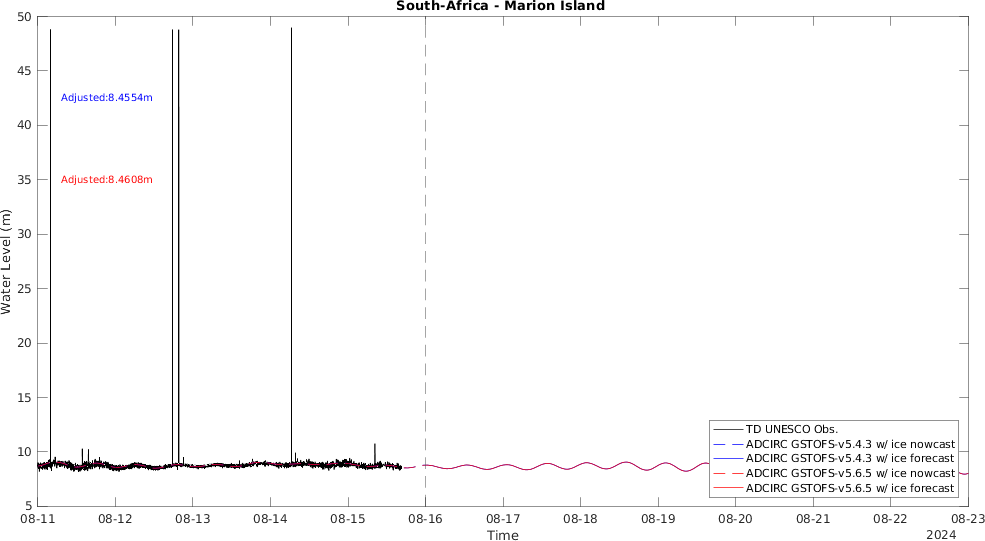 South-Africa - Marion Island
50
45
40
35
30
25
20
15
10
5
Water Level (m)
Adjusted:8.4554m
Adjusted:8.4608m
TD UNESCO Obs.
ADCIRC GSTOFS-v5.4.3 w/ ice nowcast
ADCIRC GSTOFS-v5.4.3 w/ ice forecast
ADCIRC GSTOFS-v5.6.5 w/ ice nowcast
ADCIRC GSTOFS-v5.6.5 w/ ice forecast
08-11 08-12 08-13 08-14 08-15 08-16 08-17 08-18 08-19 08-20 08-21 08-22 08-23
Time
2024